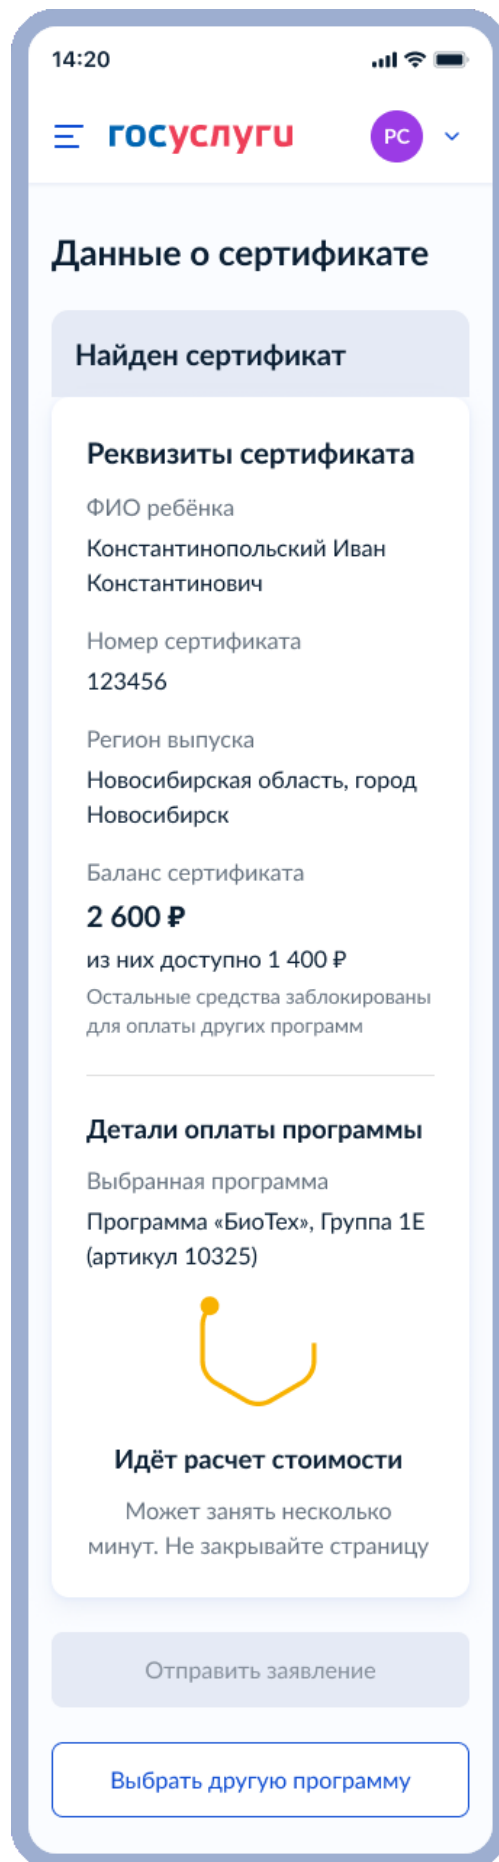 14:20
госуслуги
РС
Данные о сертификате
Найден сертификат
Реквизиты сертификата
ФИО ребёнка
Константинопольский Иван
Константинович
Номер сертификата
123456
Регион выпуска
Новосибирская область, город
Новосибирск
Баланс сертификата
2 600 ₽
из них доступно 1 400 ₽
Остальные средства заблокированы
для оплаты других программ
Детали оплаты программы
Выбранная программа
Программа «БиоТех», Группа 1Е
(артикул 10325)
Идёт расчет стоимости
Может занять несколько
минут. Не закрывайте страницу
Отправить заявление
Выбрать другую программу